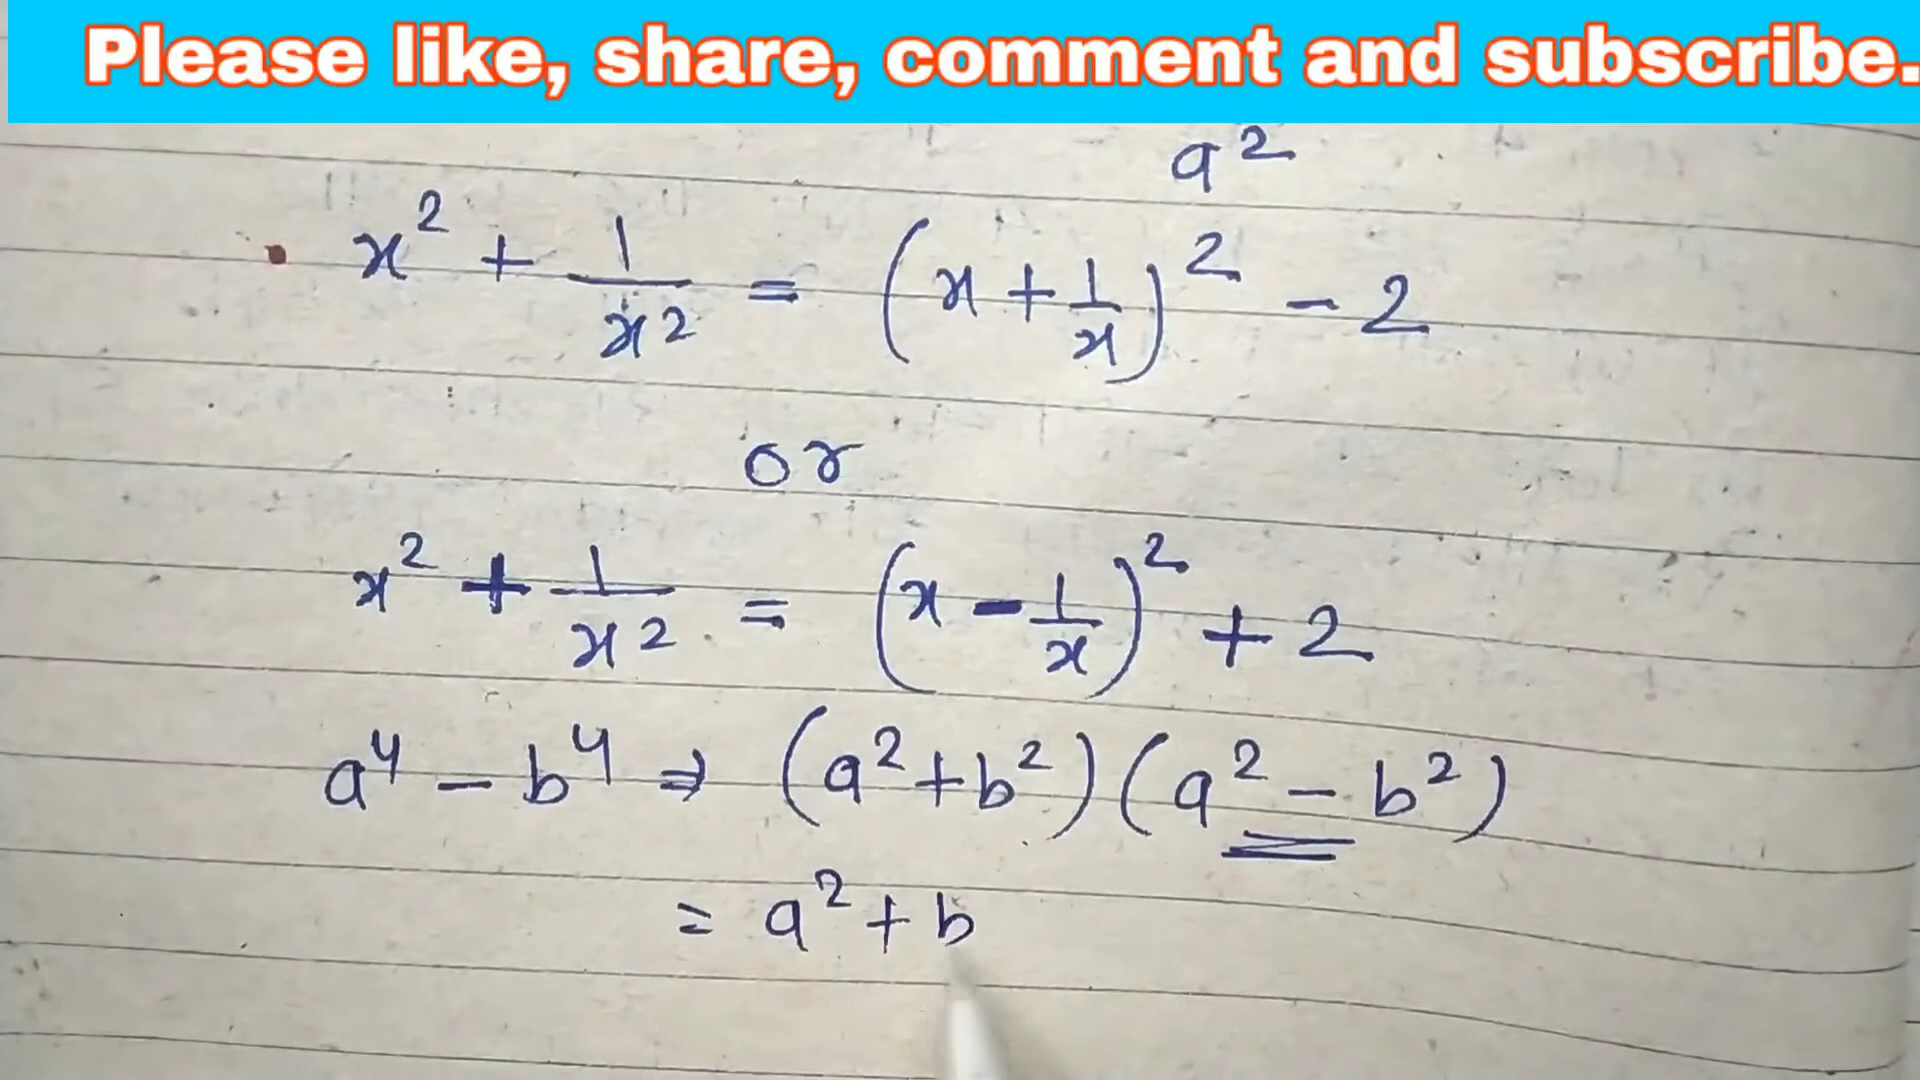 Please like, share, comment and subscribe.
a²
x² + 1/x² = (x + 1/x)² - 2
or
x² + 1/x² = (x - 1/x)² + 2
a⁴ - b⁴ ⇒ (a² + b²)(a² - b²)
= a² + b